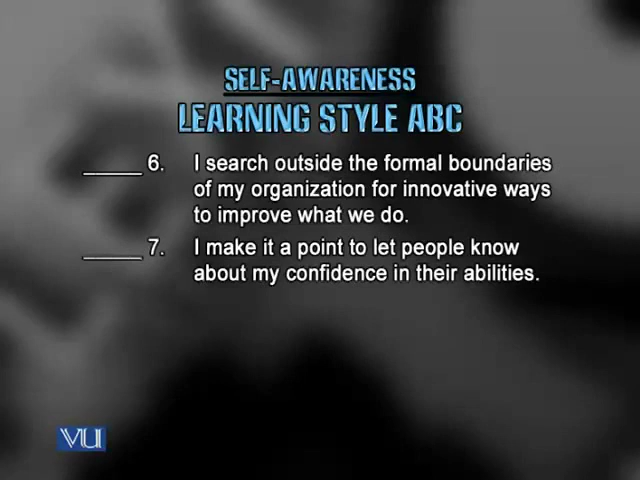 SELF-AWARENESS
LEARNING STYLE ABC
_____ 6. I search outside the formal boundaries
of my organization for innovative ways
to improve what we do.
_____ 7. I make it a point to let people know
about my confidence in their abilities.
VU